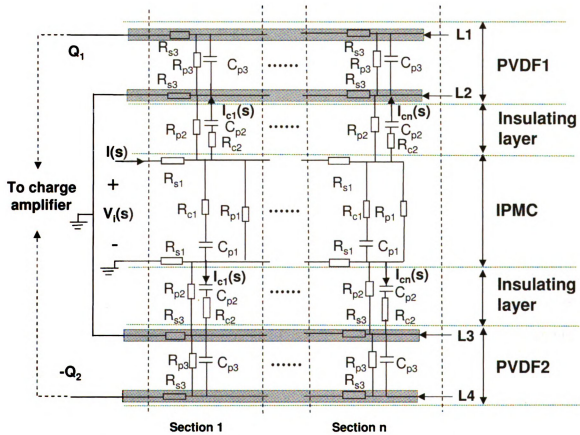 L1
Q1
Rs3
Rs3
Rp3
Cp3
Rp3
Cp3
PVDF1
......
Rs3
Rs3
L2
Ic1(s)
Icn(s)
Rp2
Cp2
Rc2
......
Rp2
Cp2
Rc2
Insulating
layer
I(s)
Rs1
Rs1
+
To charge
amplifier
Vi(s)
-
Rc1
Rp1
......
Rc1
Rp1
IPMC
Cp1
Cp1
Rs1
Rs1
Ic1(s)
Icn(s)
Rp2
Cp2
Rc2
......
Rp2
Cp2
Rc2
Insulating
layer
Rs3
Rs3
L3
Rp3
Cp3
......
Rp3
Cp3
PVDF2
-Q2
Rs3
Rs3
L4
Section 1
Section n